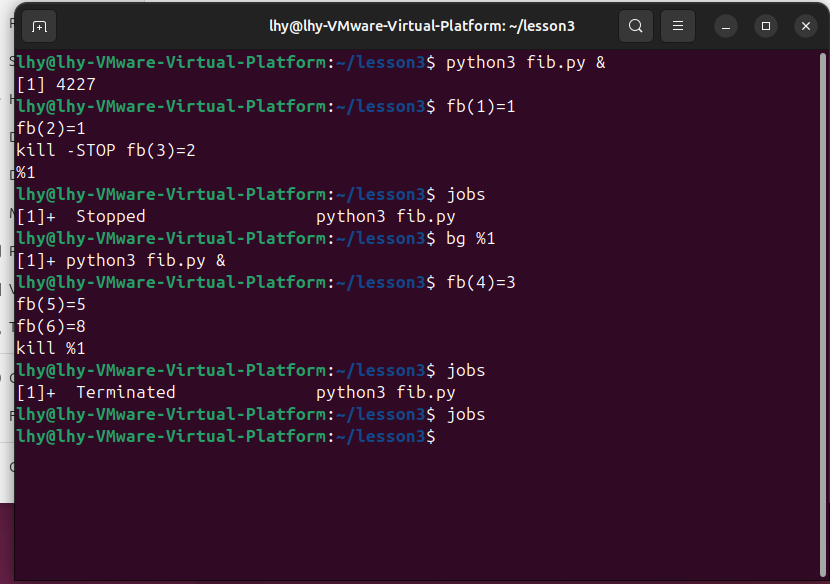 lhy@lhy-VMware-Virtual-Platform: ~/lesson3
lhy@lhy-VMware-Virtual-Platform:~/lesson3$ python3 fib.py &
[1] 4227
lhy@lhy-VMware-Virtual-Platform:~/lesson3$ fb(1)=1
fb(2)=1
kill -STOP fb(3)=2
%1
lhy@lhy-VMware-Virtual-Platform:~/lesson3$ jobs
[1]+  Stopped                 python3 fib.py
lhy@lhy-VMware-Virtual-Platform:~/lesson3$ bg %1
[1]+ python3 fib.py &
lhy@lhy-VMware-Virtual-Platform:~/lesson3$ fb(4)=3
fb(5)=5
fb(6)=8
kill %1
lhy@lhy-VMware-Virtual-Platform:~/lesson3$ jobs
[1]+  Terminated              python3 fib.py
lhy@lhy-VMware-Virtual-Platform:~/lesson3$ jobs
lhy@lhy-VMware-Virtual-Platform:~/lesson3$